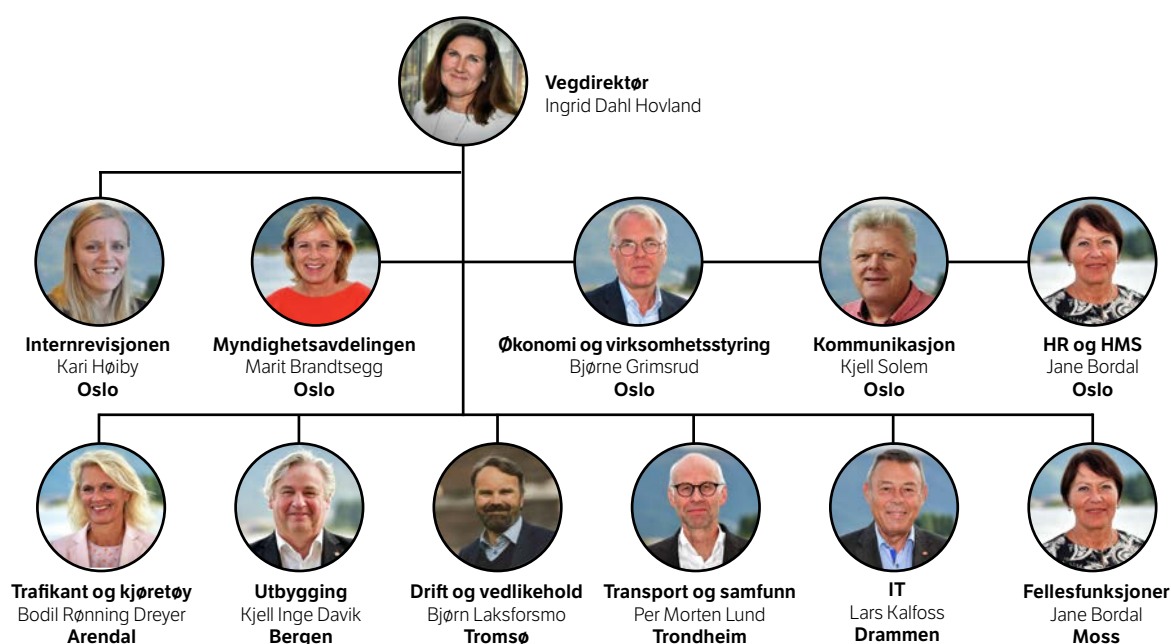 Vegdirektør
Ingrid Dahl Hovland
Internrevisjonen
Kari Høiby
Oslo
Myndighetsavdelingen
Marit Brandtsegg
Oslo
Økonomi og virksomhetsstyring
Bjørne Grimsrud
Oslo
Kommunikasjon
Kjell Solem
Oslo
HR og HMS
Jane Bordal
Oslo
Trafikant og kjøretøy
Bodil Rønning Dreyer
Arendal
Utbygging
Kjell Inge Davik
Bergen
Drift og vedlikehold
Bjørn Laksforsmo
Tromsø
Transport og samfunn
Per Morten Lund
Trondheim
IT
Lars Kalfoss
Drammen
Fellesfunksjoner
Jane Bordal
Moss